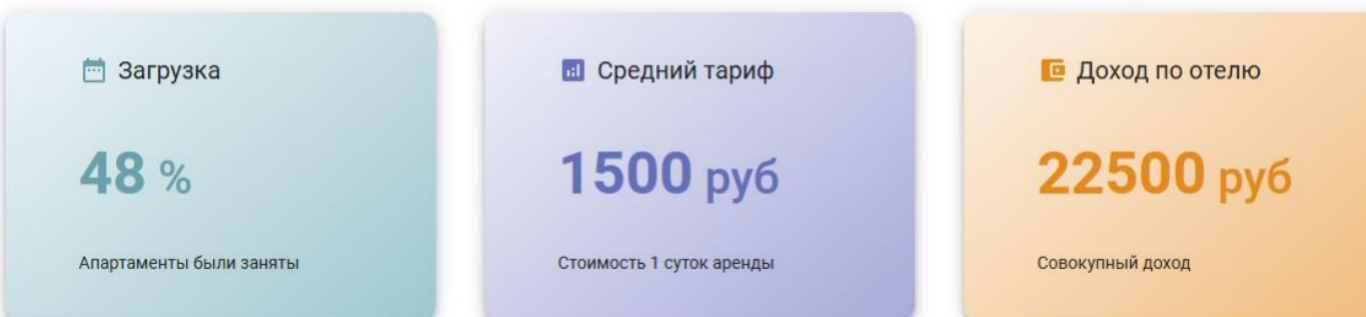 Загрузка
48 %
Апартаменты были заняты
Средний тариф
1500 руб
Стоимость 1 суток аренды
Доход по отелю
22500 руб
Совокупный доход